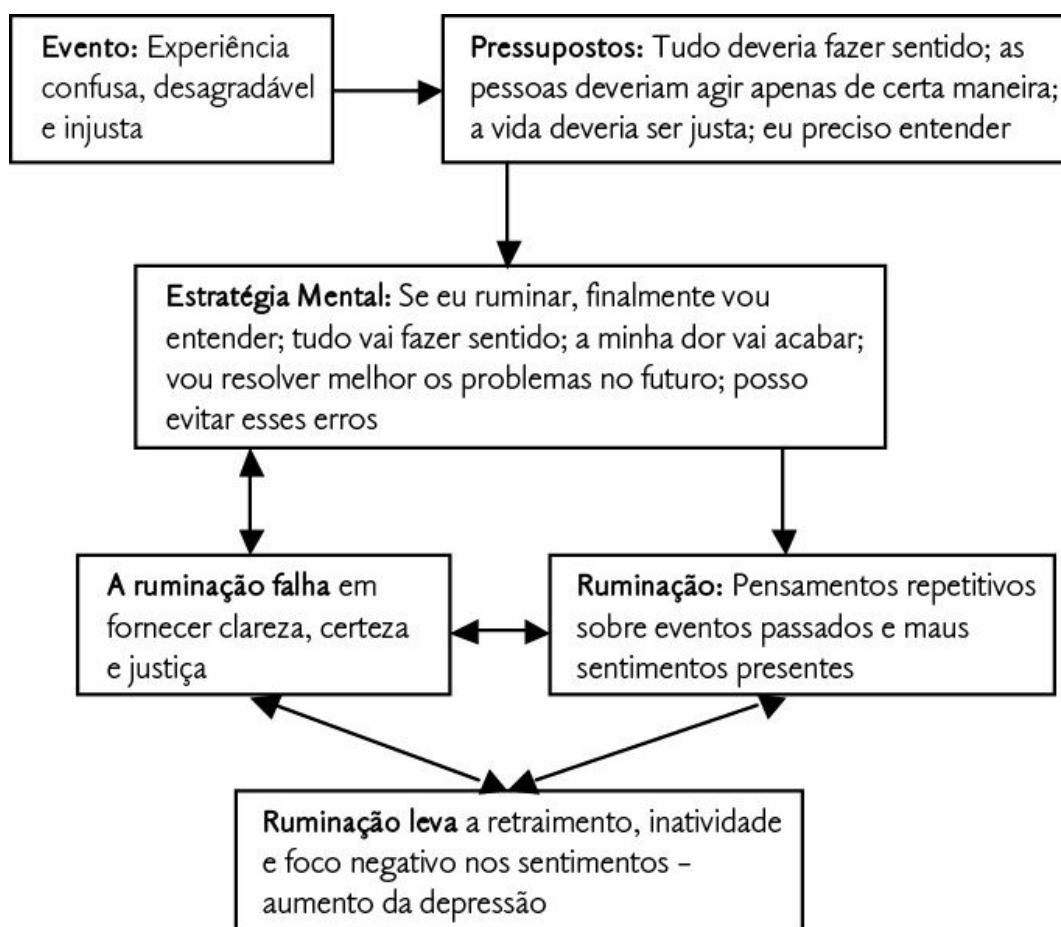 Evento: Experiência
confusa, desagradável
e injusta
Pressupostos: Tudo deveria fazer sentido; as
pessoas deveriam agir apenas de certa maneira;
a vida deveria ser justa; eu preciso entender
Estratégia Mental: Se eu ruminar, finalmente vou
entender; tudo vai fazer sentido; a minha dor vai acabar;
vou resolver melhor os problemas no futuro; posso
evitar esses erros
A ruminação falha em
fornecer clareza, certeza
e justiça
Ruminação: Pensamentos repetitivos
sobre eventos passados e maus
sentimentos presentes
Ruminação leva a retraimento, inatividade
e foco negativo nos sentimentos –
aumento da depressão